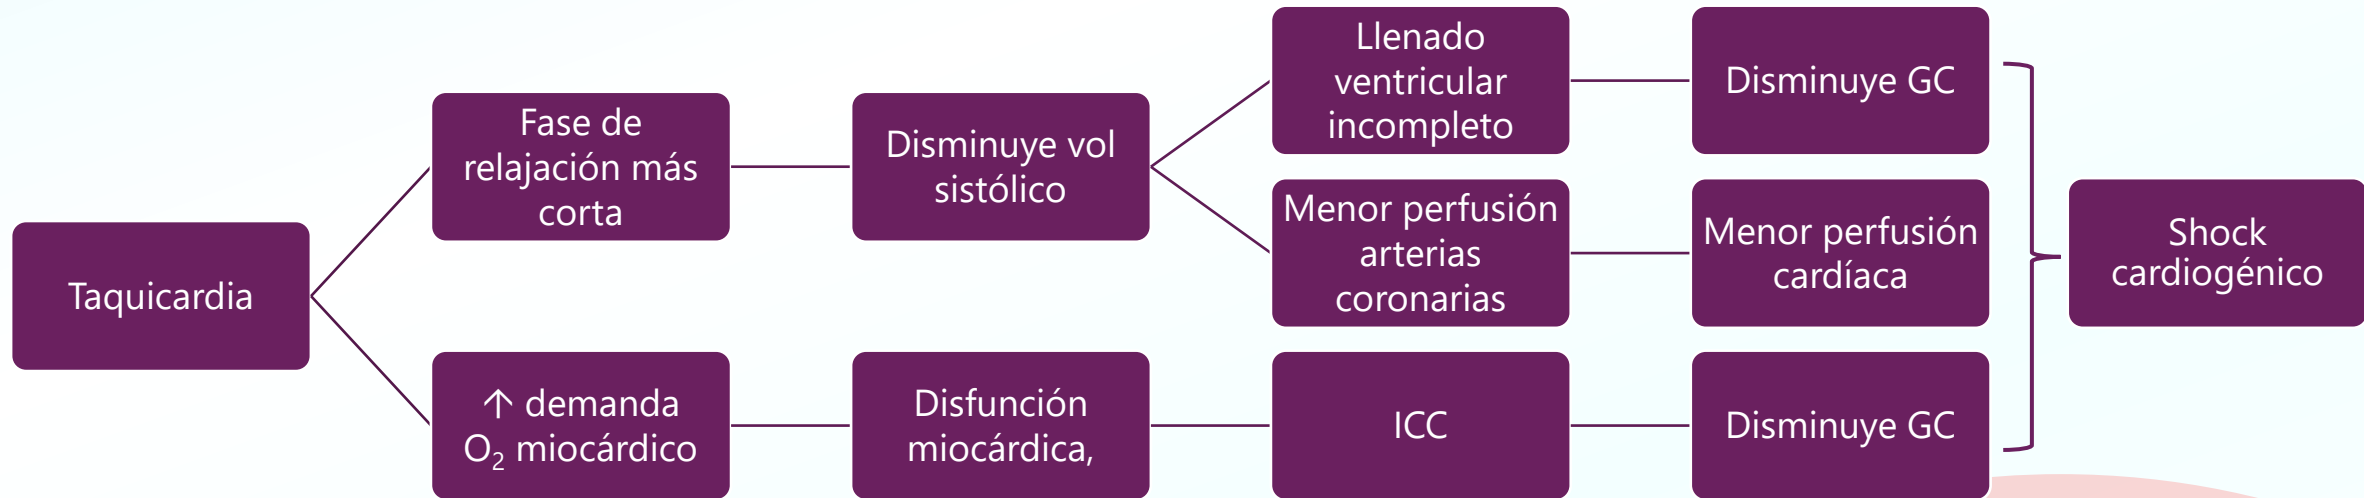 Taquicardia
Fase de
relajación más
corta
Disminuye vol
sistólico
Llenado
ventricular
incompleto
Disminuye GC
Menor perfusión
arterias
coronarias
Menor perfusión
cardíaca
↑ demanda
O₂ miocárdico
Disfunción
miocárdica,
ICC
Disminuye GC
Shock
cardiogénico